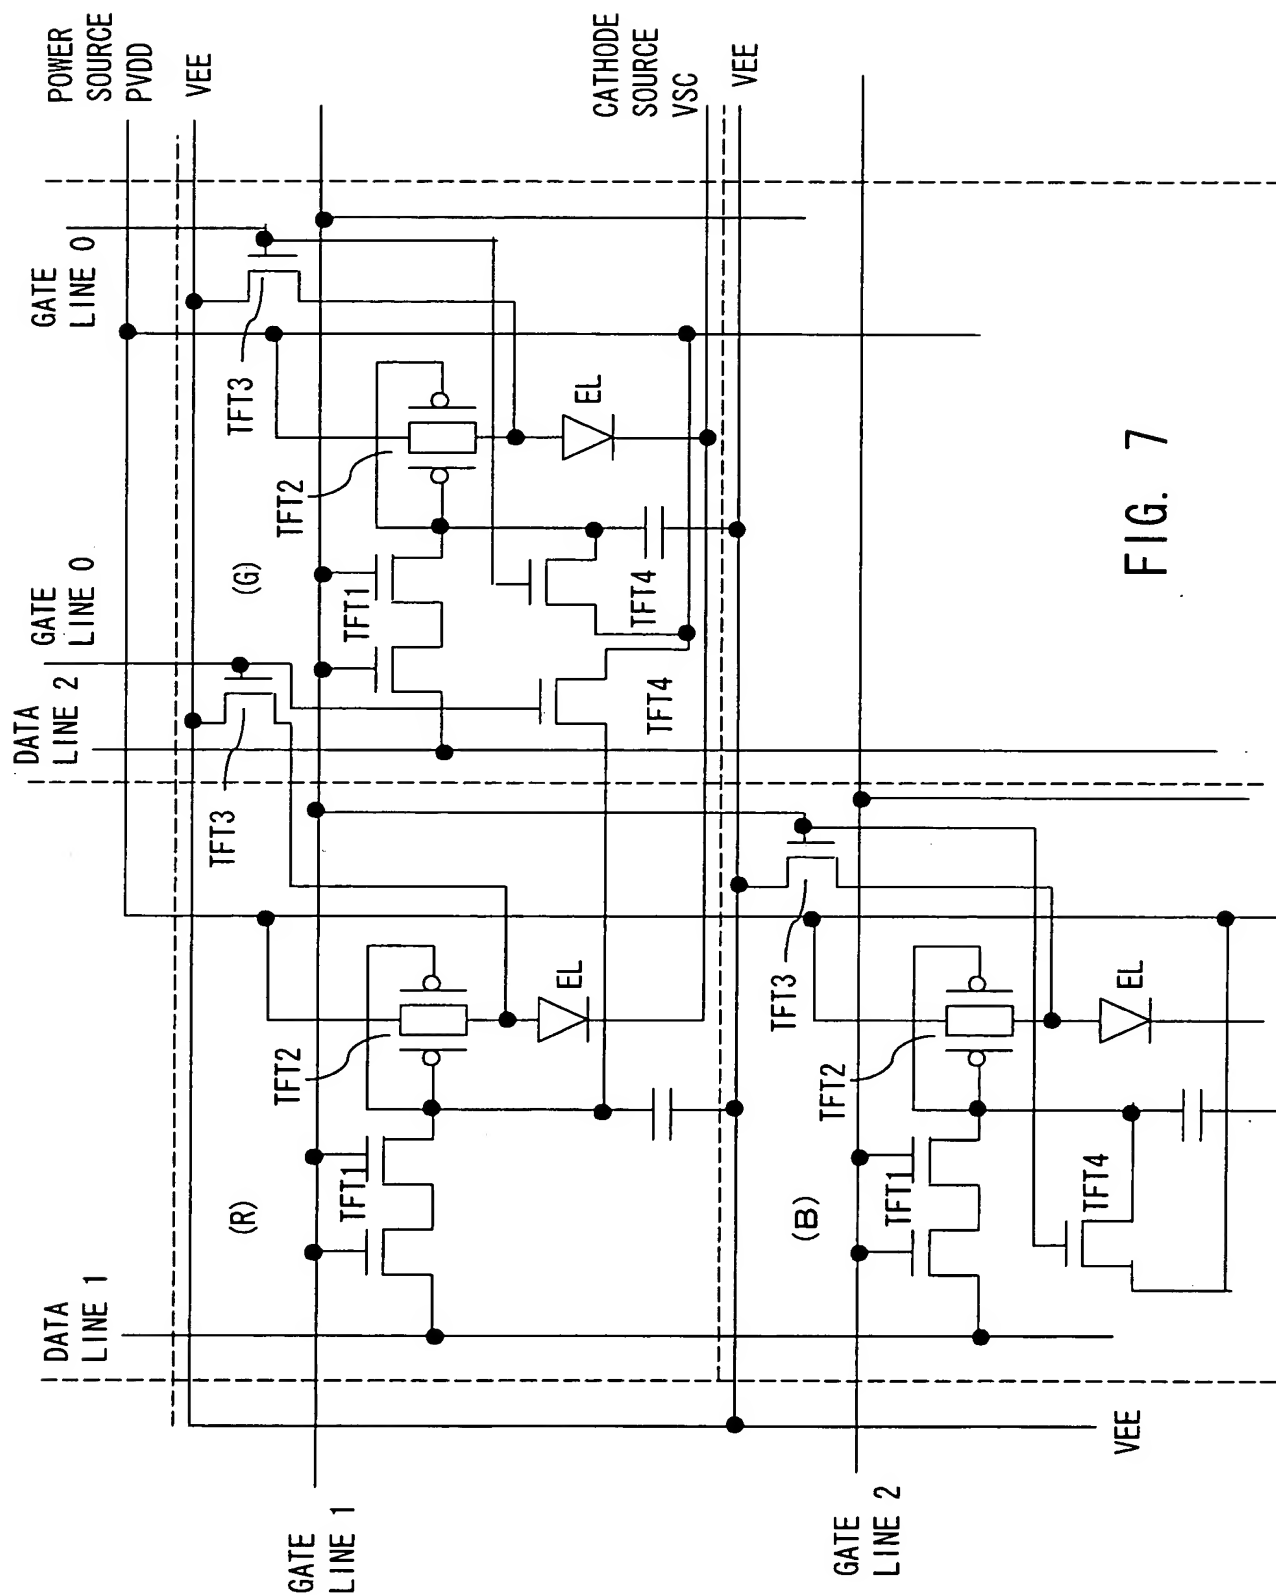 POWER
SOURCE
PVDD
VEE
GATE
LINE 0
TFT3
CATHODE
SOURCE
VSC
VEE
TFT2
EL
(G)
GATE
LINE 0
TFT1
TFT4
DATA
LINE 2
TFT3
TFT4
TFT2
EL
(R)
TFT1
DATA
LINE 1
GATE
LINE 1
TFT3
TFT2
EL
(B)
TFT1
TFT4
VEE
GATE
LINE 2
FIG. 7